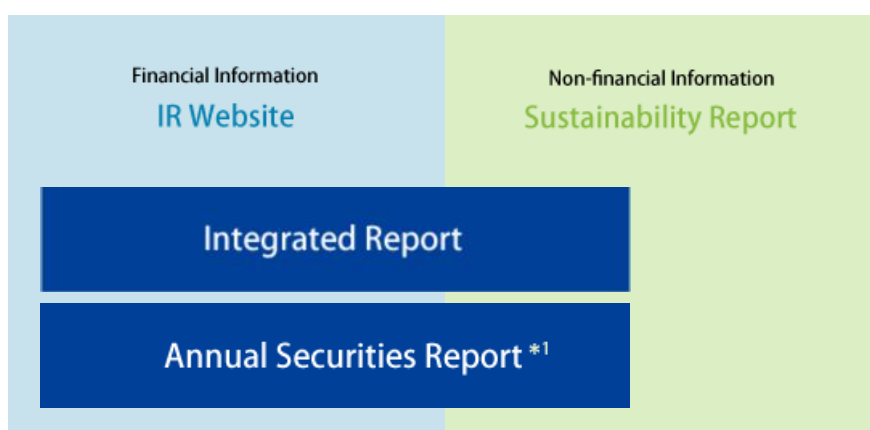 Financial Information
IR Website
Non-financial Information
Sustainability Report
Integrated Report
Annual Securities Report *1